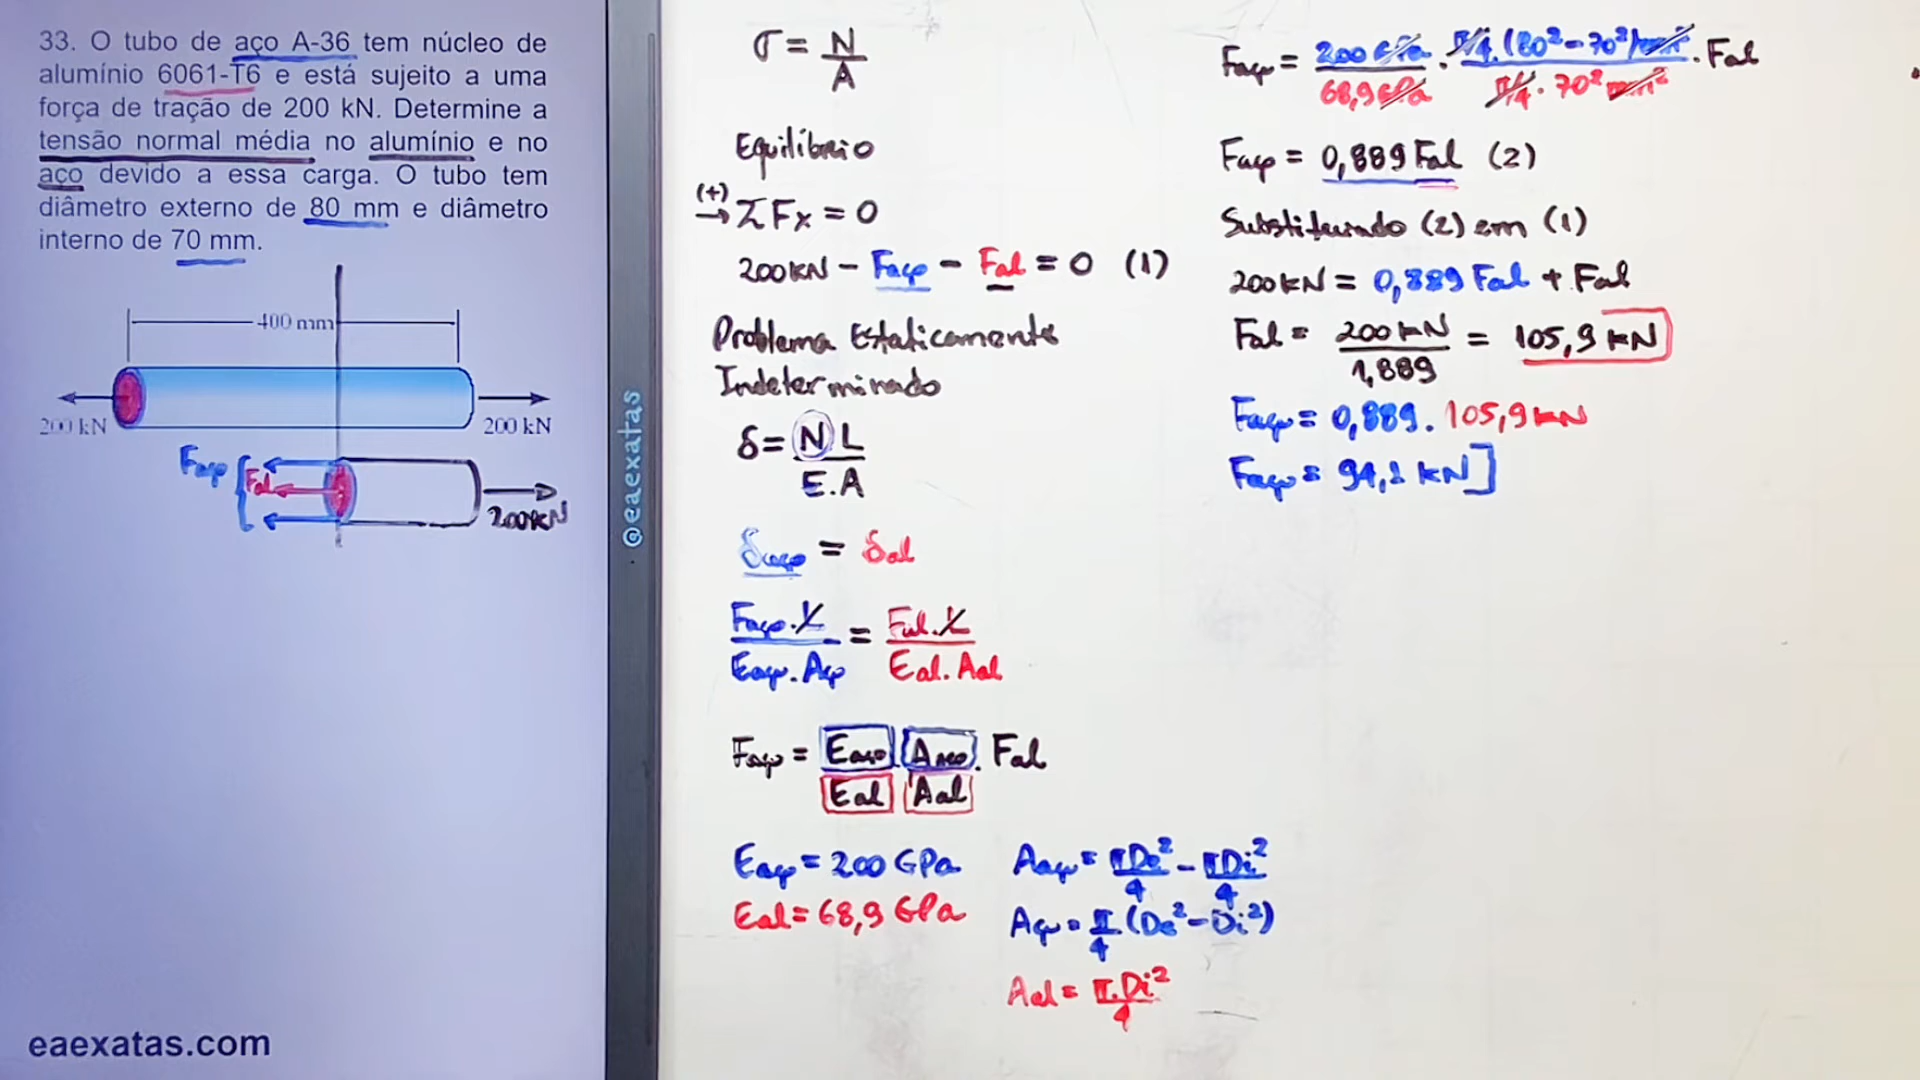 33. O tubo de aço A-36 tem núcleo de
alumínio 6061-T6 e está sujeito a uma
força de tração de 200 kN. Determine a
tensão normal média no alumínio e no
aço devido a essa carga. O tubo tem
diâmetro externo de 80 mm e diâmetro
interno de 70 mm.
400 mm
200 kN
200 kN
Faço
Fal
200kN
eaexatas.com
@eaexatas
σ = N/A
Equilíbrio
(+) → ΣFx = 0
200kN - Faço - Fal = 0 (1)
Problema Estaticamente
Indeterminado
δ = N L / E.A
δaço = δal
Faço.L / Eaço.Aço = Fal.L / Eal.Aal
Faço = Eaço/Eal . Aaço/Aal . Fal
Eaço = 200 GPa
Eal = 68,9 GPa
Aaço = πDe²/4 - πDi²/4
Aço = π/4 (De² - Di²)
Aal = π.Di²/4
Faço = 200 GPa/68,9 GPa . π/4.(80² - 70²)mm² / π/4.70² mm² . Fal
Faço = 0,889 Fal (2)
Substituindo (2) em (1)
200kN = 0,889 Fal + Fal
Fal = 200 kN/1,889 = 105,9 kN
Faço = 0,889 . 105,9 kN
Faço = 94,1 kN